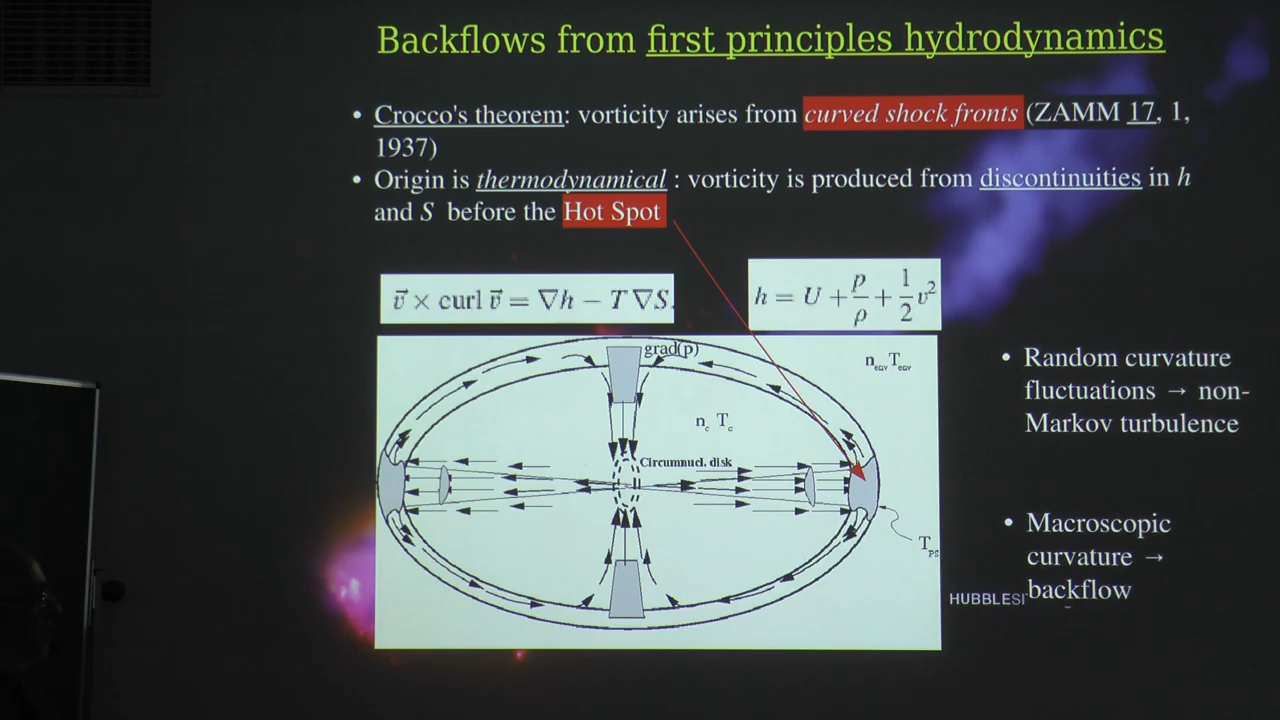 Backflows from first principles hydrodynamics
• Crocco's theorem: vorticity arises from curved shock fronts (ZAMM 17, 1,
1937)
• Origin is thermodynamical : vorticity is produced from discontinuities in h
and S before the Hot Spot
v⃗ × curl v⃗ = ∇h − T ∇S.
h = U + p/ρ + 1/2 v²
grad(p)
n_egv T_egv
n_c T_c
Circumnucl. disk
T_ps
• Random curvature
fluctuations → non-
Markov turbulence
• Macroscopic
curvature →
backflow
HUBBLESI